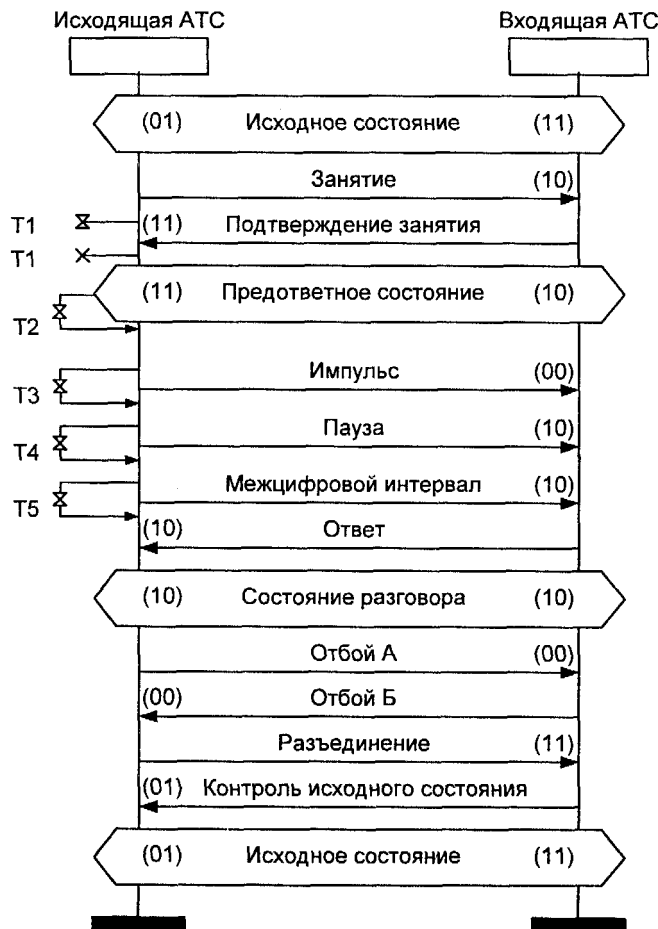 Исходящая АТС Входящая АТС
(01) Исходное состояние (11)
Занятие (10)
T1 (11) Подтверждение занятия
T1
(11) Предответное состояние (10)
T2
Импульс (00)
T3
Пауза (10)
T4
Межцифровой интервал (10)
T5
(10) Ответ
(10) Состояние разговора (10)
Отбой А (00)
(00) Отбой Б
Разъединение (11)
(01) Контроль исходного состояния
(01) Исходное состояние (11)